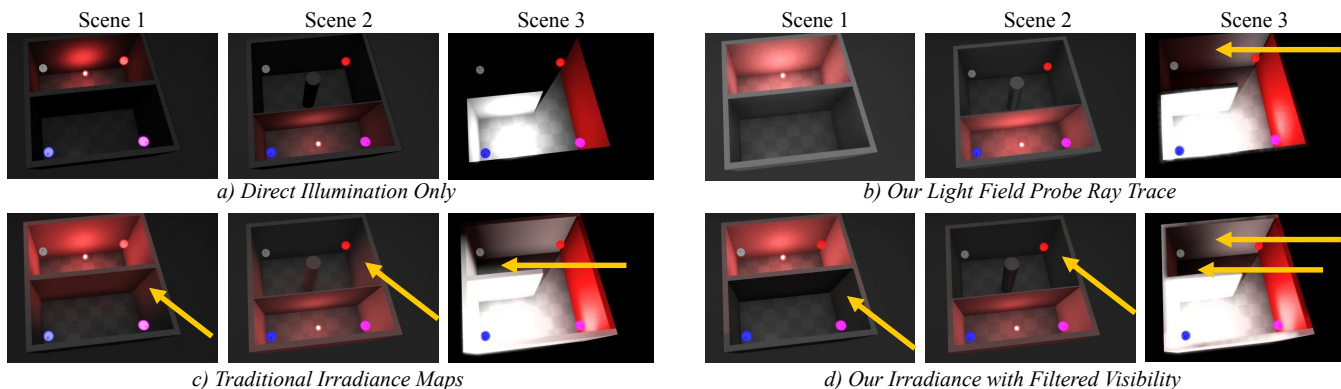 Scene 1 Scene 2 Scene 3 Scene 1 Scene 2 Scene 3
a) Direct Illumination Only b) Our Light Field Probe Ray Trace
c) Traditional Irradiance Maps d) Our Irradiance with Filtered Visibility